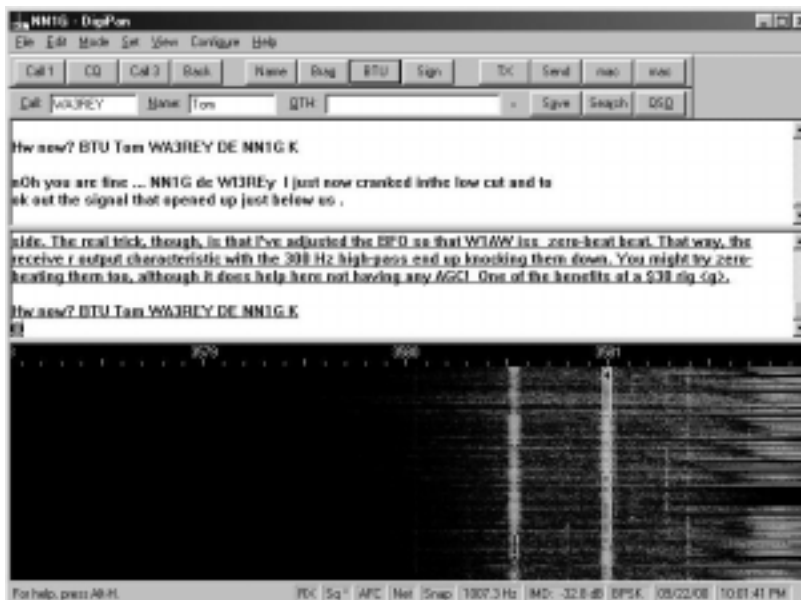 NN1G - DigiPan
File Edit Mode Set View Configure Help
Call 1 CQ Call 3 Back Name Brag BTU Sign TX Send mac mac
Call: WA3REY Name: Tom QTH: Save Search QSO
Hw now? BTU Tom WA3REY DE NN1G K
nOh you are fine ... NN1G de WI3REy I just now cranked inthe low cut and to
ok out the signal that opened up just below us .
side. The real trick, though, is that I've adjusted the BFO so that W1AW iss zero-beat beat. That way, the
receive r output characteristic with the 300 Hz high-pass end up knocking them down. You might try zero-
beating them too, although it does help here not having any AGC! One of the benefits of a $30 rig <g>.
Hw now? BTU Tom WA3REY DE NN1G K
3579 3580 3581
For help, press Alt-H. RX Sq AFC Net Snap 1007.3 Hz IMD: -32.8 dB BPSK 09/22/00 10:01:41 PM